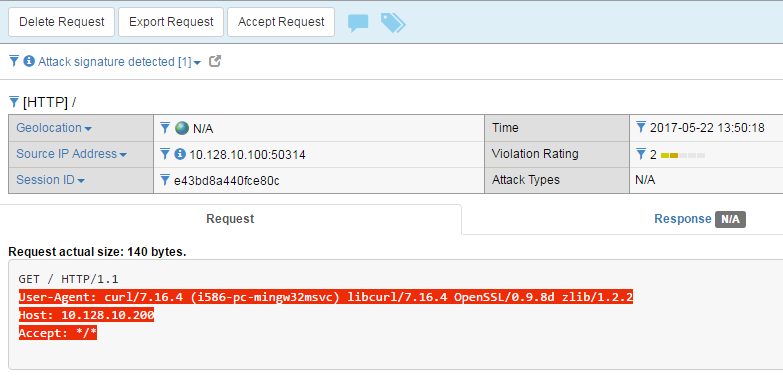 Delete Request Export Request Accept Request
Attack signature detected [1]
[HTTP] /
Geolocation N/A Time 2017-05-22 13:50:18
Source IP Address 10.128.10.100:50314 Violation Rating 2
Session ID e43bd8a440fce80c Attack Types N/A
Request Response N/A
Request actual size: 140 bytes.
GET / HTTP/1.1
User-Agent: curl/7.16.4 (i586-pc-mingw32msvc) libcurl/7.16.4 OpenSSL/0.9.8d zlib/1.2.2
Host: 10.128.10.200
Accept: */*